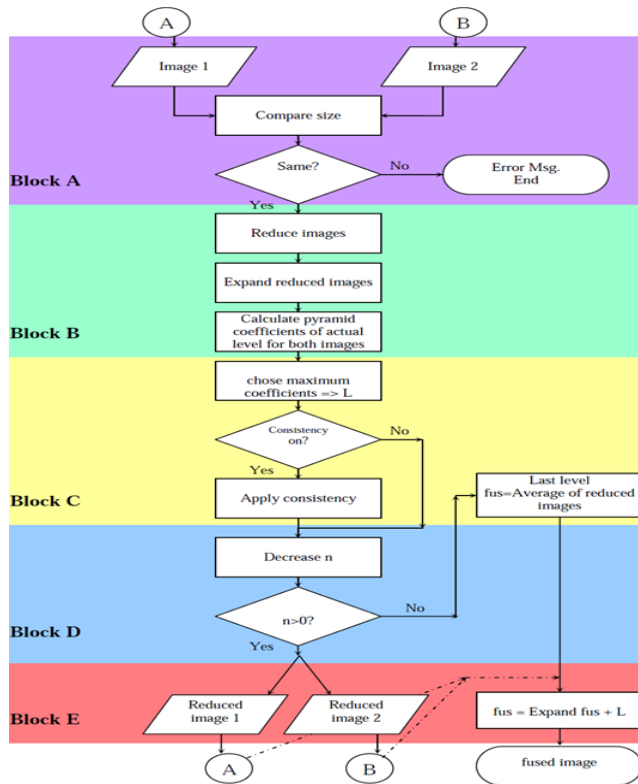 A
B
Image 1
Image 2
Compare size
Same?
No
Error Msg.
End
Block A
Yes
Reduce images
Expand reduced images
Calculate pyramid
coefficients of actual
level for both images
Block B
chose maximum
coefficients => L
Consistency
on?
No
Yes
Apply consistency
Last level
fus=Average of reduced
images
Block C
Decrease n
n>0?
No
Block D
Yes
Reduced
image 1
Reduced
image 2
fus = Expand fus + L
Block E
A
B
fused image